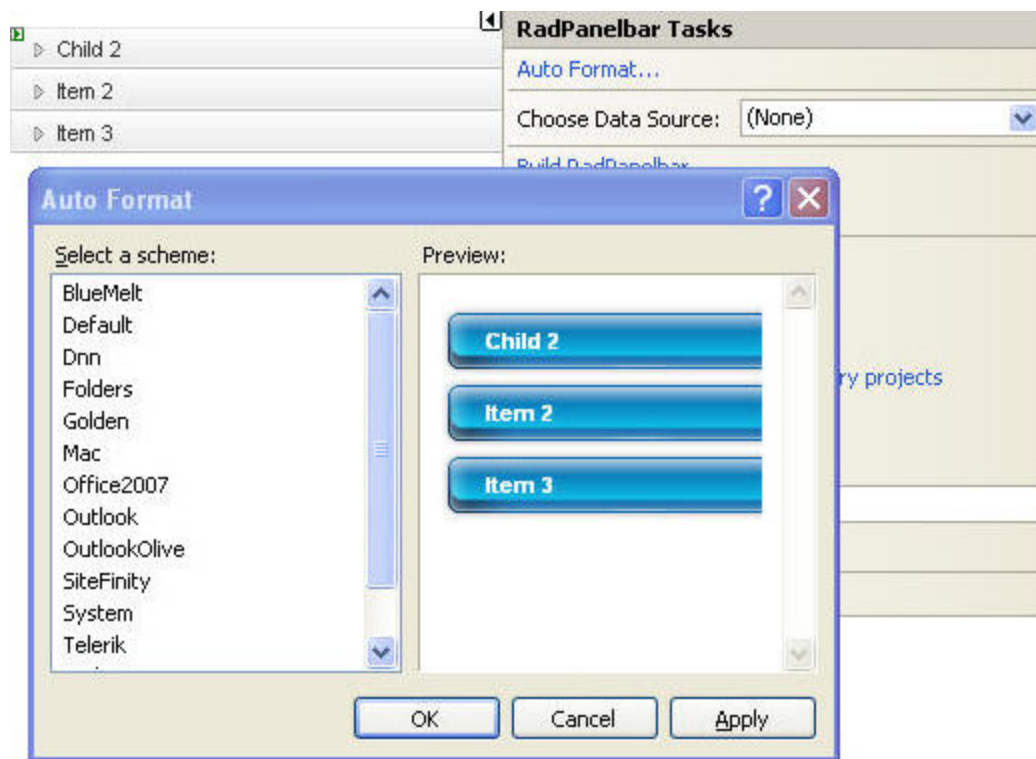 Child 2
Item 2
Item 3
RadPanelbar Tasks
Auto Format...
Choose Data Source: (None)
Build RadPanelbar
ry projects
Auto Format
Select a scheme:
BlueMelt
Default
Dnn
Folders
Golden
Mac
Office2007
Outlook
OutlookOlive
SiteFinity
System
Telerik
Preview:
Child 2
Item 2
Item 3
OK Cancel Apply